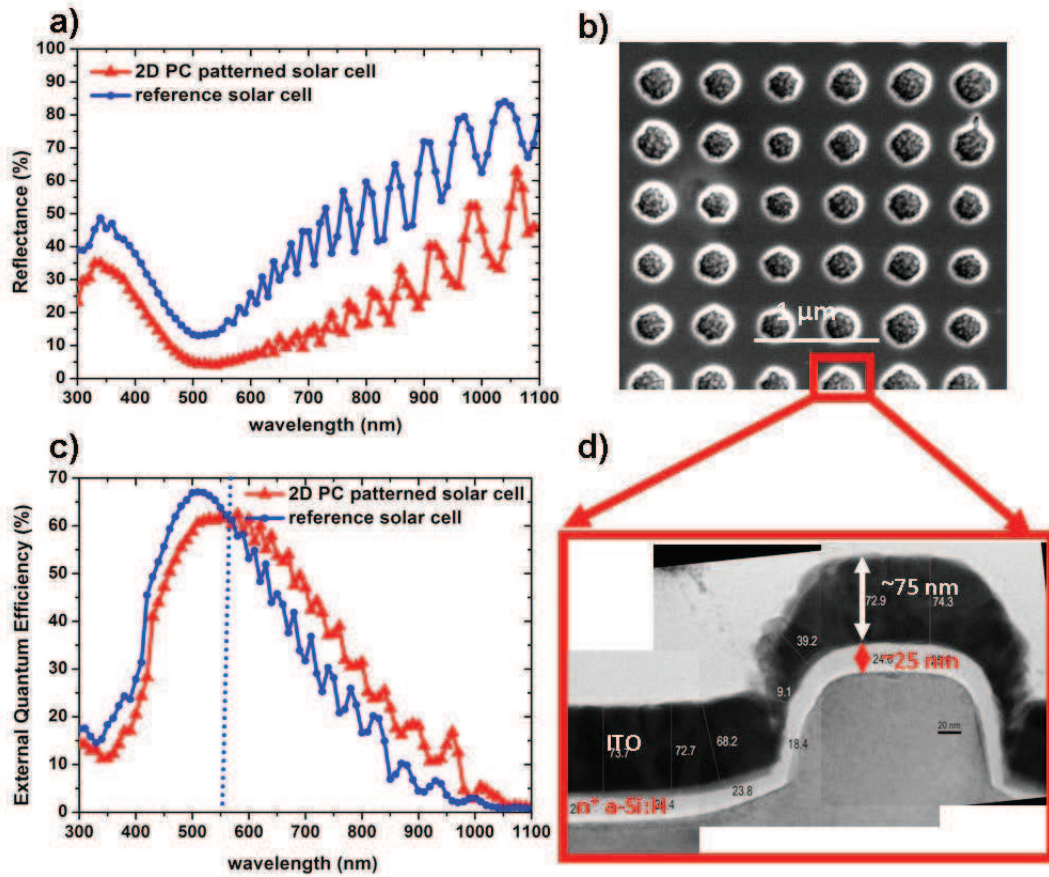 a)
2D PC patterned solar cell
reference solar cell
Reflectance (%)
100
90
80
70
60
50
40
30
20
10
0
300 400 500 600 700 800 900 1000 1100
wavelength (nm)
b)
1 µm
c)
2D PC patterned solar cell
reference solar cell
External Quantum Efficiency (%)
70
60
50
40
30
20
10
0
300 400 500 600 700 800 900 1000 1100
wavelength (nm)
d)
~75 nm
72.9
74.3
39.2
24.6
~25 nm
9.1
20 nm
ITO
73.7
72.7
68.2
18.4
23.8
n⁺ a-Si:H